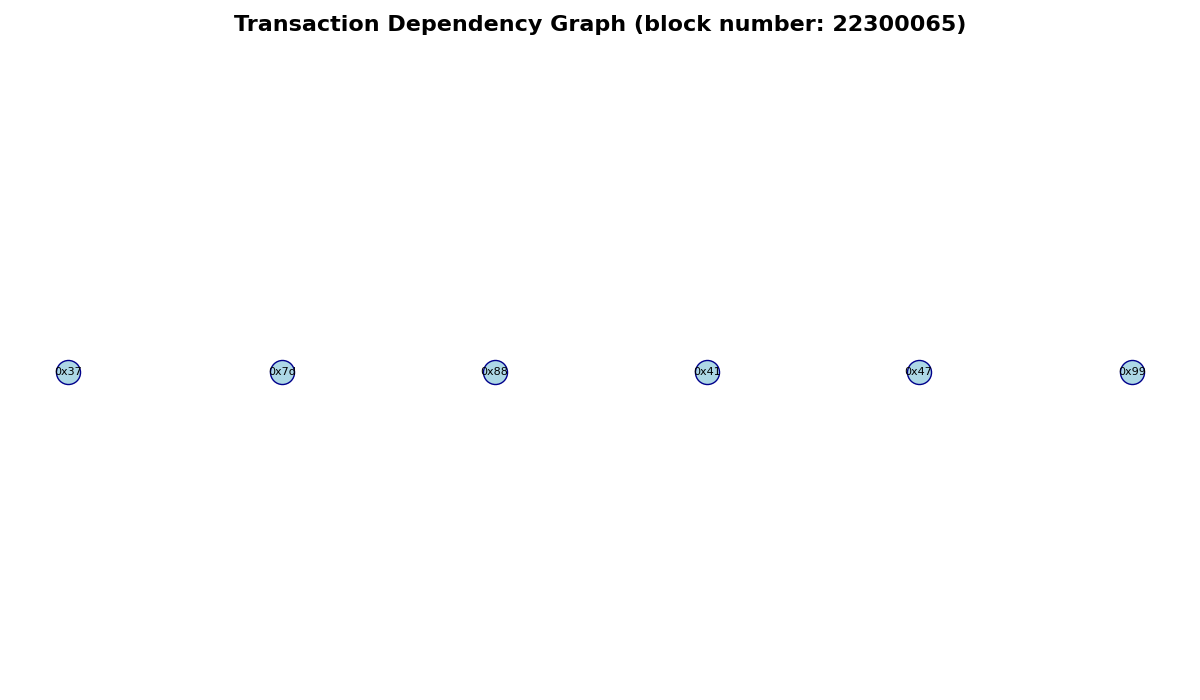 Transaction Dependency Graph (block number: 22300065)
0x37 0x7d 0x88 0x41 0x47 0x99